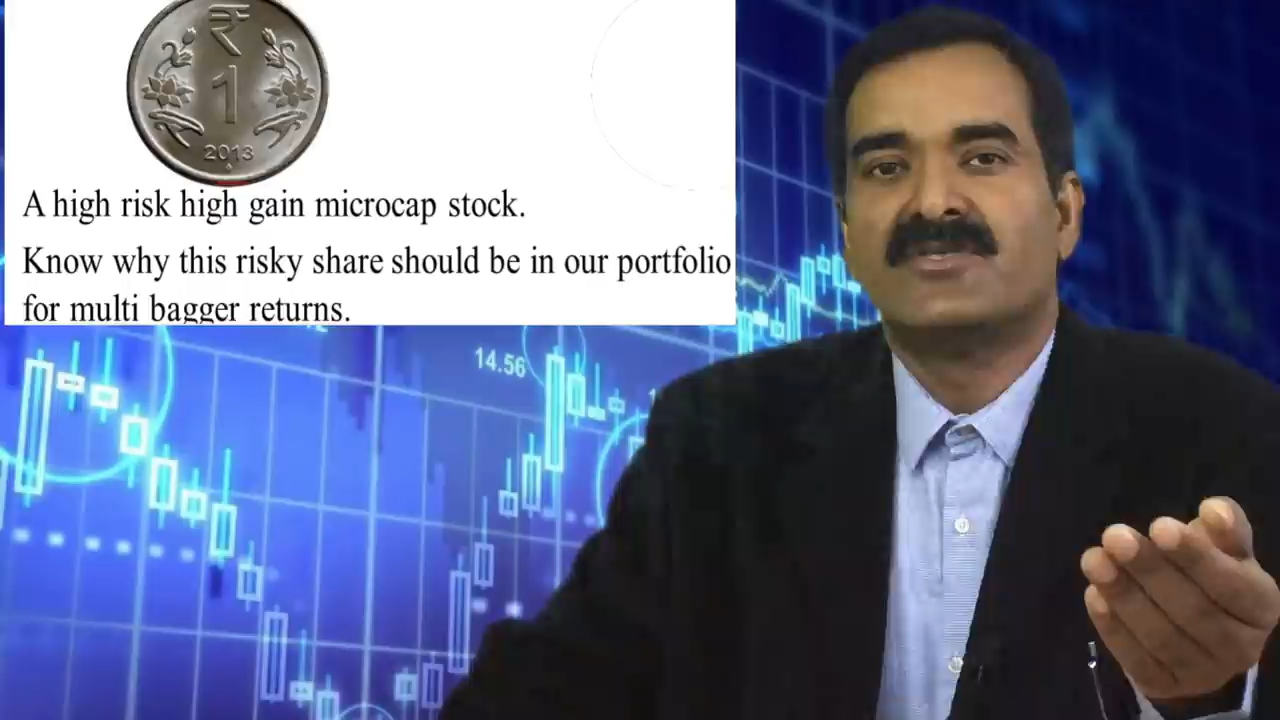 ₹
1
2013
A high risk high gain microcap stock.
Know why this risky share should be in our portfolio
for multi bagger returns.
14.56